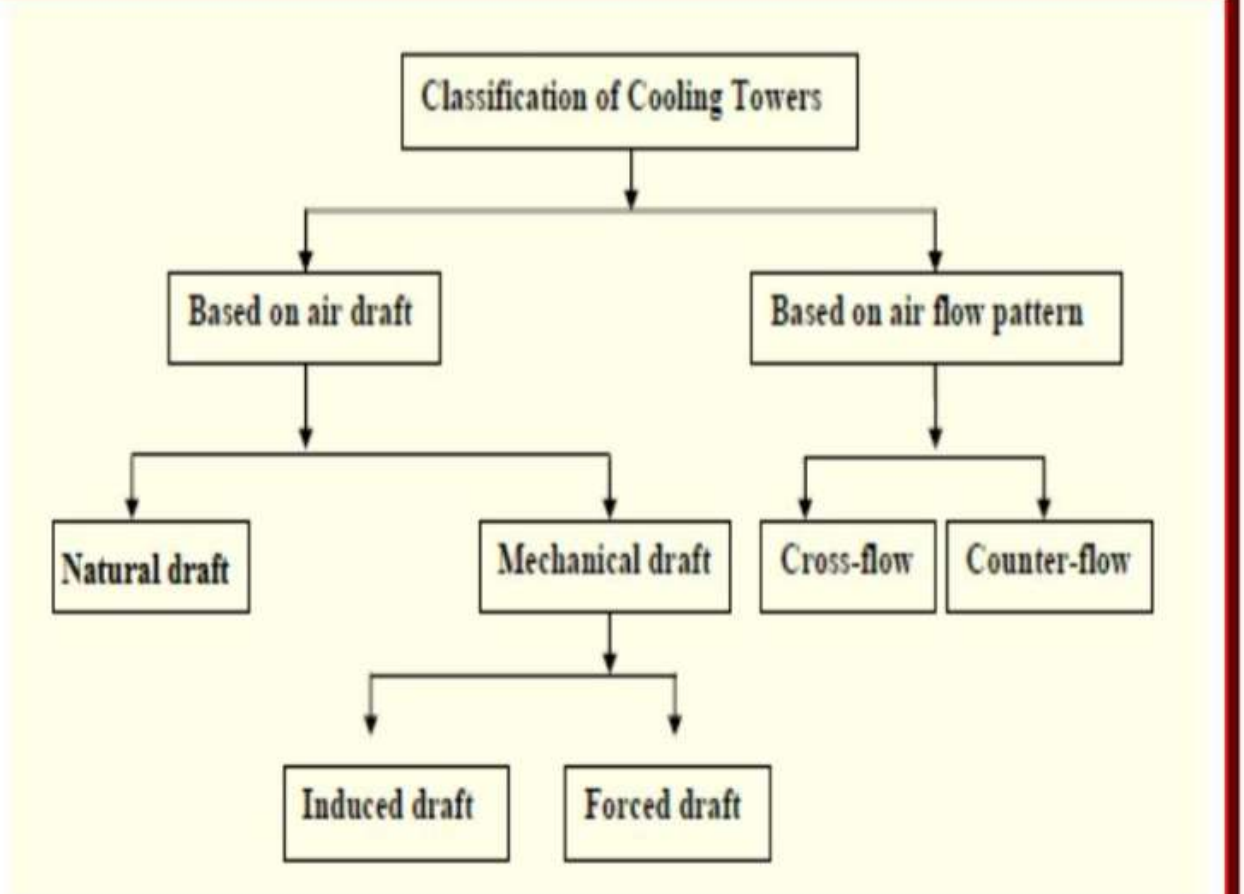 Classification of Cooling Towers
Based on air draft
Based on air flow pattern
Natural draft
Mechanical draft
Cross-flow
Counter-flow
Induced draft
Forced draft